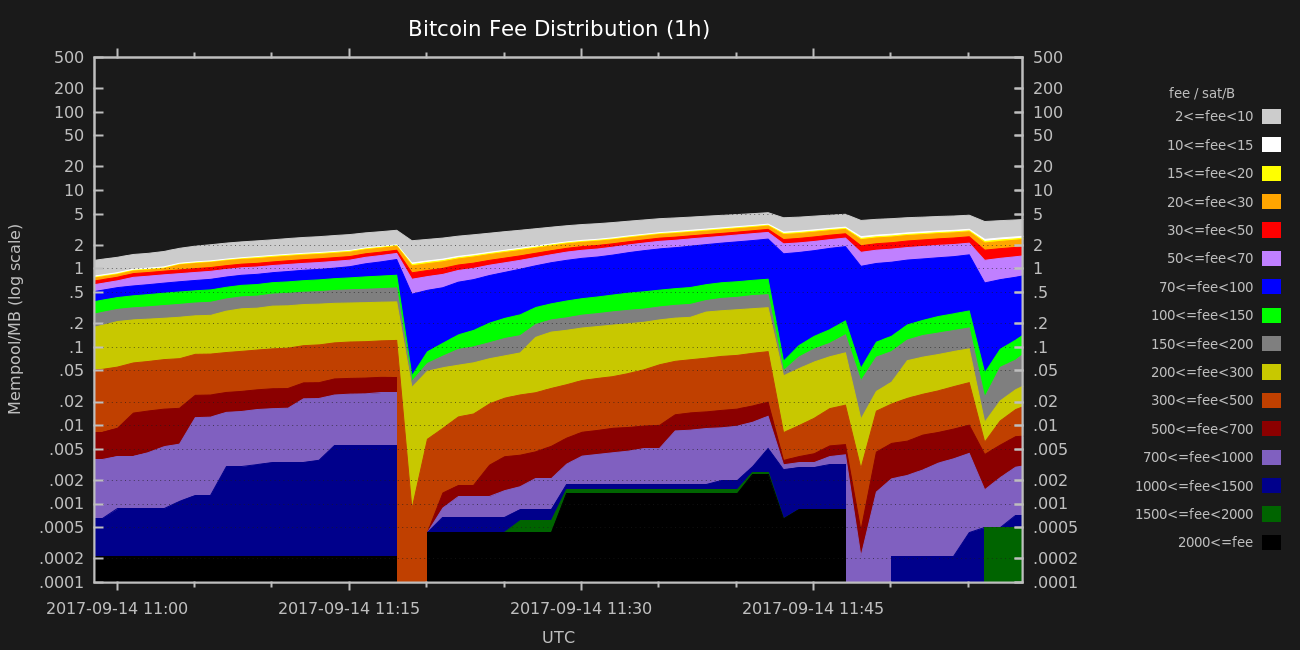 Bitcoin Fee Distribution (1h)
Mempool/MB (log scale)
500
200
100
50
20
10
5
2
1
.5
.2
.1
.05
.02
.01
.005
.002
.001
.0005
.0002
.0001
500
200
100
50
20
10
5
2
1
.5
.2
.1
.05
.02
.01
.005
.002
.001
.0005
.0002
.0001
2017-09-14 11:00
2017-09-14 11:15
2017-09-14 11:30
2017-09-14 11:45
UTC
fee / sat/B
2<=fee<10
10<=fee<15
15<=fee<20
20<=fee<30
30<=fee<50
50<=fee<70
70<=fee<100
100<=fee<150
150<=fee<200
200<=fee<300
300<=fee<500
500<=fee<700
700<=fee<1000
1000<=fee<1500
1500<=fee<2000
2000<=fee